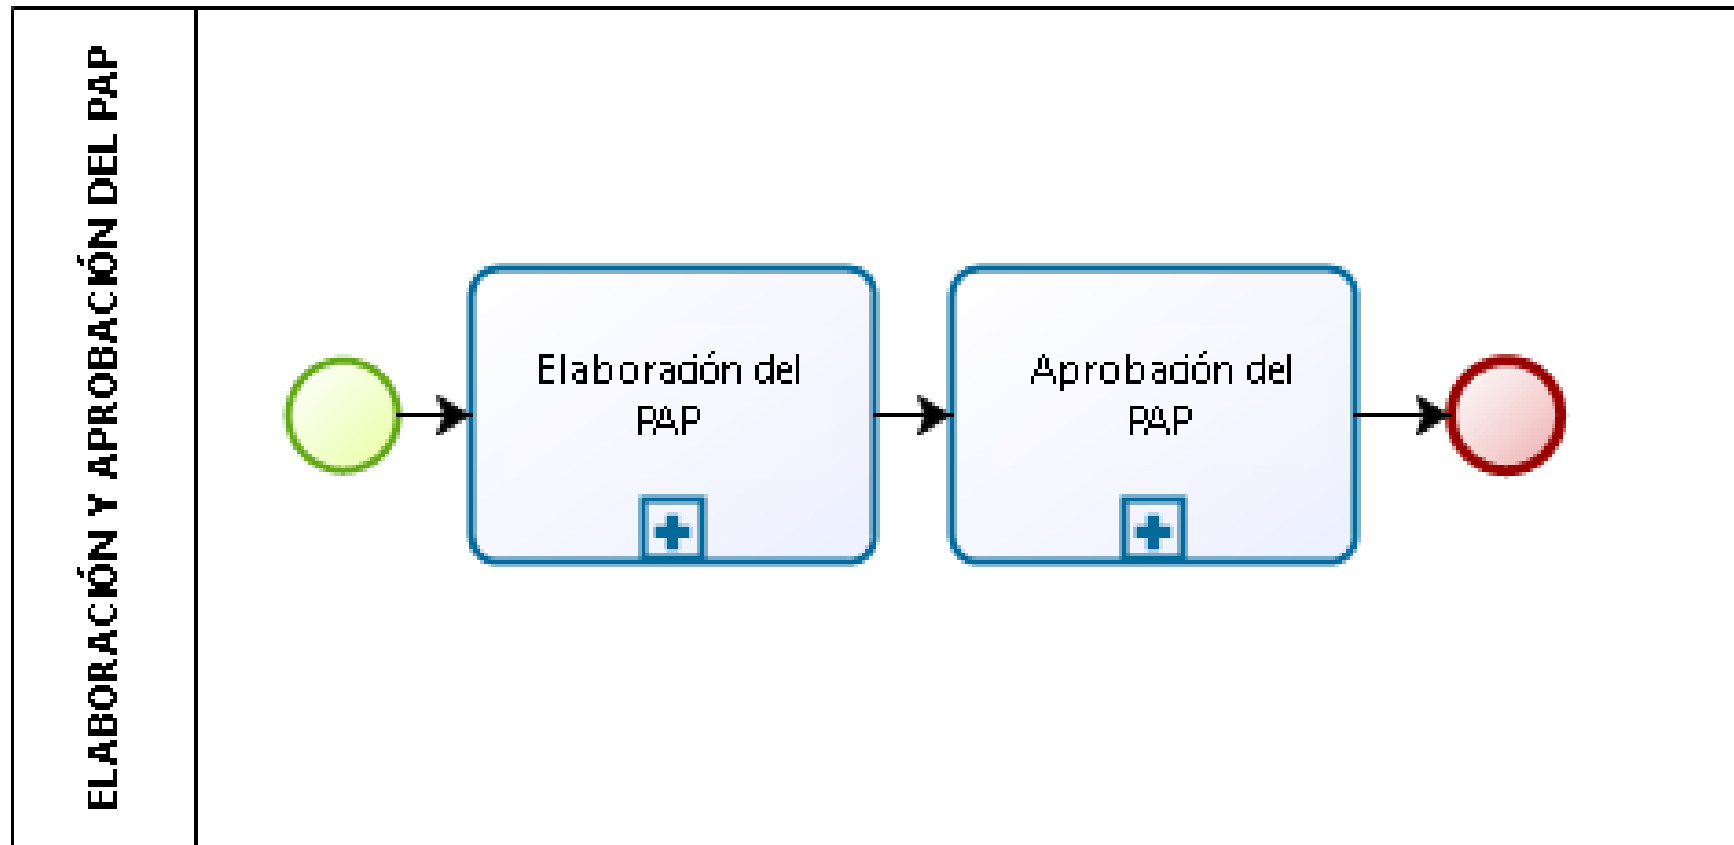 ELABORACIÓN Y APROBACIÓN DEL PAP
Elaboración del
PAP
Aprobación del
PAP